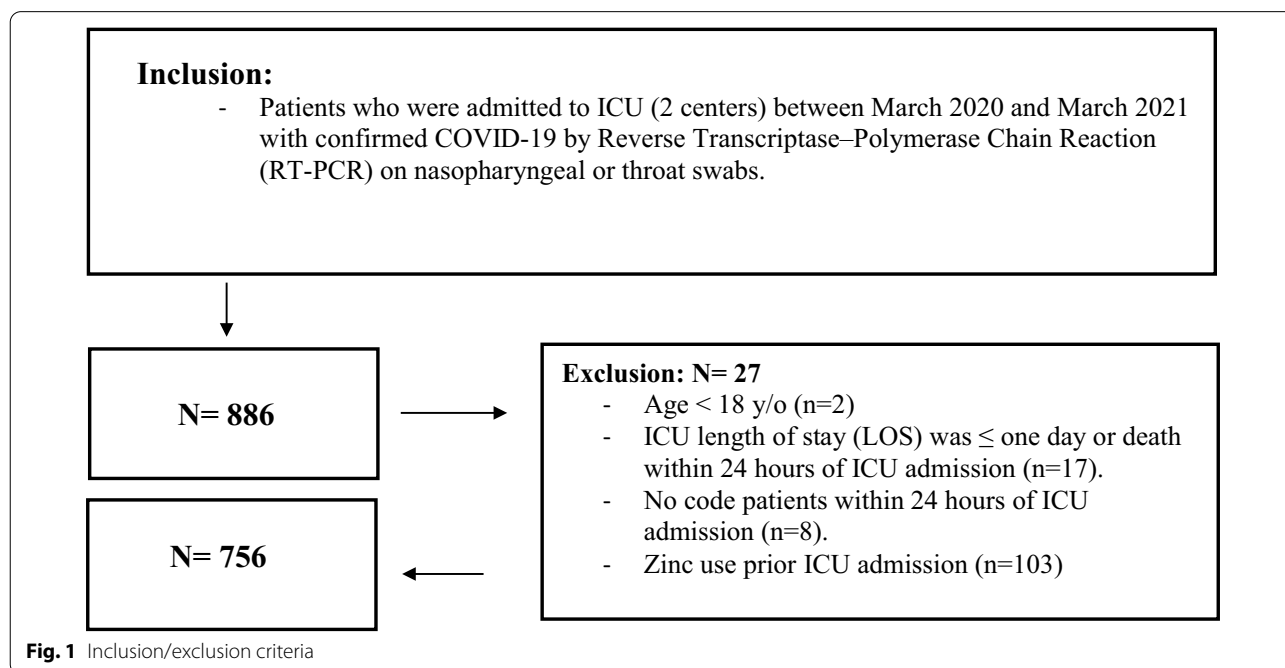 Inclusion:
- Patients who were admitted to ICU (2 centers) between March 2020 and March 2021
with confirmed COVID-19 by Reverse Transcriptase–Polymerase Chain Reaction
(RT-PCR) on nasopharyngeal or throat swabs.
N= 886
Exclusion: N= 27
- Age < 18 y/o (n=2)
- ICU length of stay (LOS) was ≤ one day or death
within 24 hours of ICU admission (n=17).
- No code patients within 24 hours of ICU
admission (n=8).
- Zinc use prior ICU admission (n=103)
N= 756
Fig. 1 Inclusion/exclusion criteria